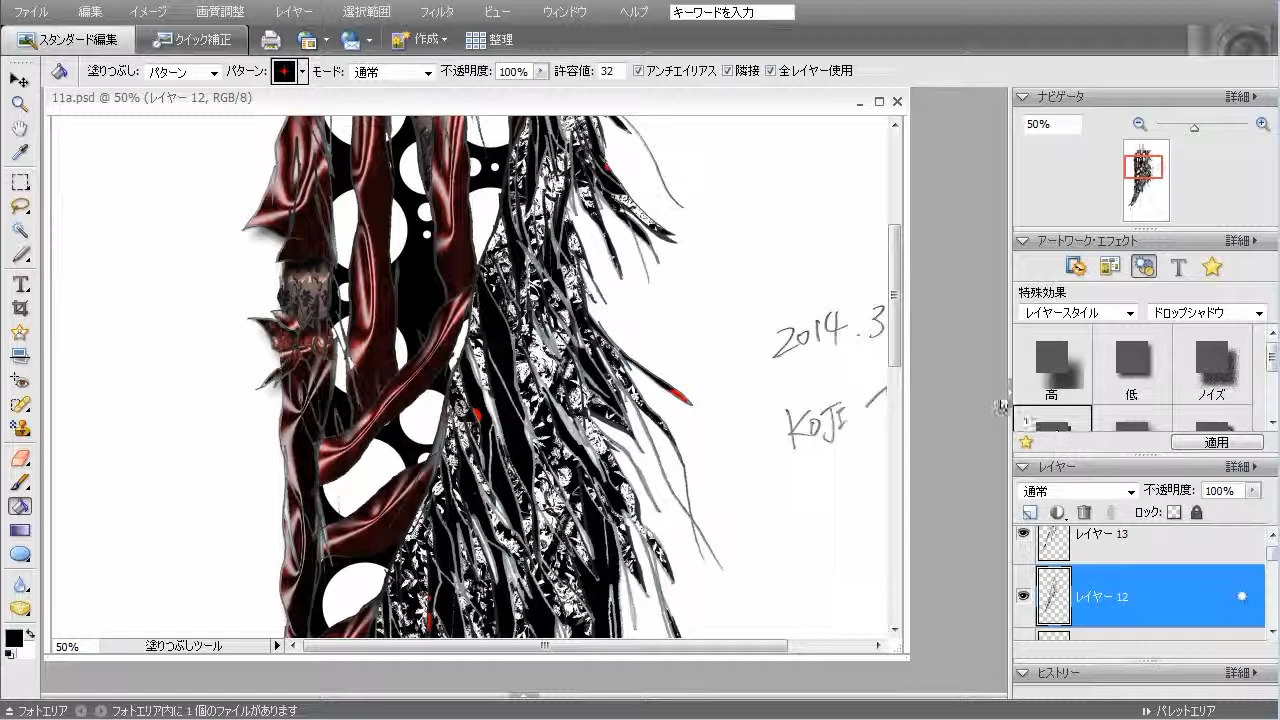 ファイル 編集 イメージ 画質調整 レイヤー 選択範囲 フィルタ ビュー ウィンドウ ヘルプ キーワードを入力
スタンダード編集 クイック補正 作成 整理
塗りつぶし: パターン パターン: モード: 通常 不透明度: 100% 許容値: 32 アンチエイリアス 隣接 全レイヤー使用
11a.psd @ 50% (レイヤー 12, RGB/8)
ナビゲータ 詳細
50%
アートワーク・エフェクト 詳細
特殊効果
レイヤースタイル ドロップシャドウ
高 低 ノイズ
適用
2014.3
KOJI
レイヤー 詳細
通常 不透明度: 100%
ロック:
レイヤー 13
レイヤー 12
50% 塗りつぶしツール
ヒストリー 詳細
フォトエリア フォトエリア内に 1 個のファイルがあります パレットエリア